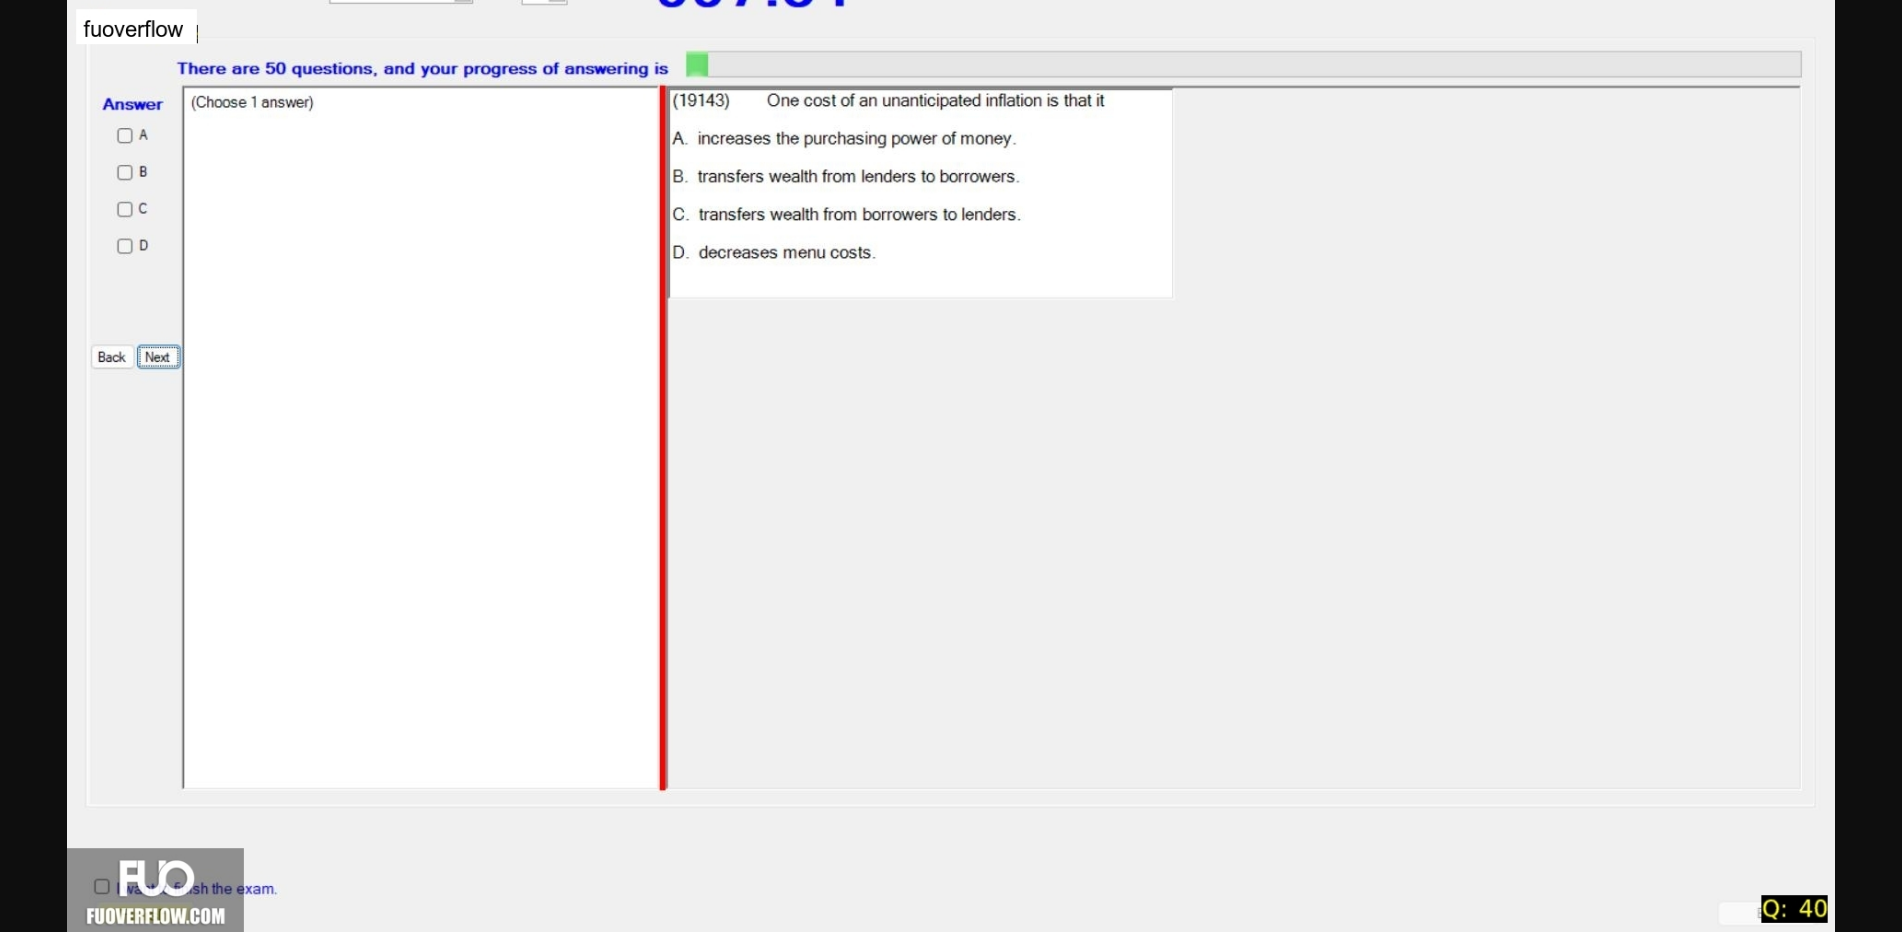 fuoverflow
There are 50 questions, and your progress of answering is
Answer
(Choose 1 answer)
A
B
C
D
Back
Next
(19143) One cost of an unanticipated inflation is that it
A. increases the purchasing power of money.
B. transfers wealth from lenders to borrowers.
C. transfers wealth from borrowers to lenders.
D. decreases menu costs.
FUO
the exam.
FUOVERFLOW.COM
Q: 40